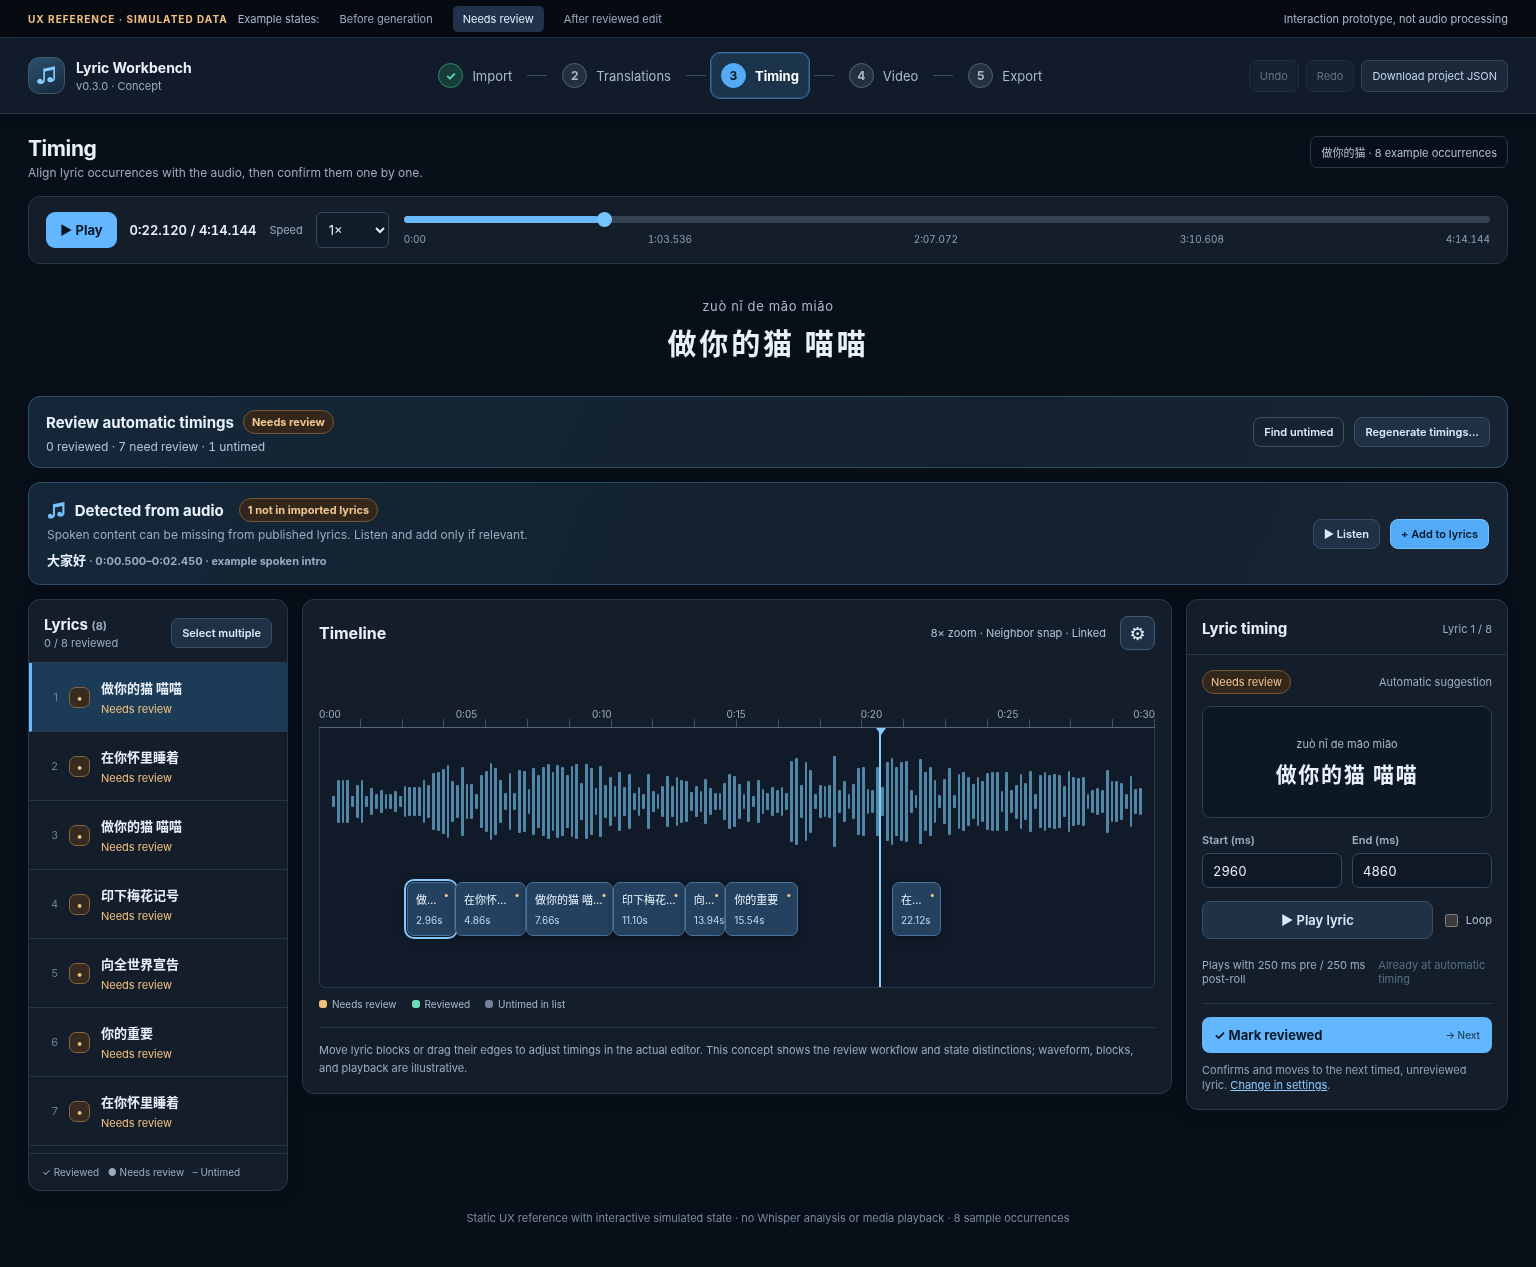 UX REFERENCE · SIMULATED DATA Example states: Before generation Needs review After reviewed edit Interaction prototype, not audio processing
Lyric Workbench
v0.3.0 · Concept
✓ Import 2 Translations 3 Timing 4 Video 5 Export
Undo Redo Download project JSON
Timing
Align lyric occurrences with the audio, then confirm them one by one.
做你的猫 · 8 example occurrences
▶ Play 0:22.120 / 4:14.144 Speed 1×
0:00 1:03.536 2:07.072 3:10.608 4:14.144
zuò nǐ de māo miāo
做你的猫 喵喵
Review automatic timings Needs review
0 reviewed · 7 need review · 1 untimed
Find untimed Regenerate timings...
Detected from audio 1 not in imported lyrics
Spoken content can be missing from published lyrics. Listen and add only if relevant.
大家好 · 0:00.500–0:02.450 · example spoken intro
▶ Listen + Add to lyrics
Lyrics (8)
0 / 8 reviewed
Select multiple
1 做你的猫 喵喵
Needs review
2 在你怀里睡着
Needs review
3 做你的猫 喵喵
Needs review
4 印下梅花记号
Needs review
5 向全世界宣告
Needs review
6 你的重要
Needs review
7 在你怀里睡着
Needs review
✓ Reviewed ● Needs review – Untimed
Timeline
8× zoom · Neighbor snap · Linked
0:00 0:05 0:10 0:15 0:20 0:25 0:30
做... 在你怀... 做你的猫 喵... 印下梅花... 向... 你的重要 在...
2.96s 4.86s 7.66s 11.10s 13.94s 15.54s 22.12s
Needs review Reviewed Untimed in list
Move lyric blocks or drag their edges to adjust timings in the actual editor. This concept shows the review workflow and state distinctions; waveform, blocks,
and playback are illustrative.
Lyric timing Lyric 1 / 8
Needs review Automatic suggestion
zuò nǐ de māo miāo
做你的猫 喵喵
Start (ms) End (ms)
2960 4860
▶ Play lyric Loop
Plays with 250 ms pre / 250 ms
post-roll
Already at automatic
timing
✓ Mark reviewed → Next
Confirms and moves to the next timed, unreviewed
lyric. Change in settings.
Static UX reference with interactive simulated state · no Whisper analysis or media playback · 8 sample occurrences